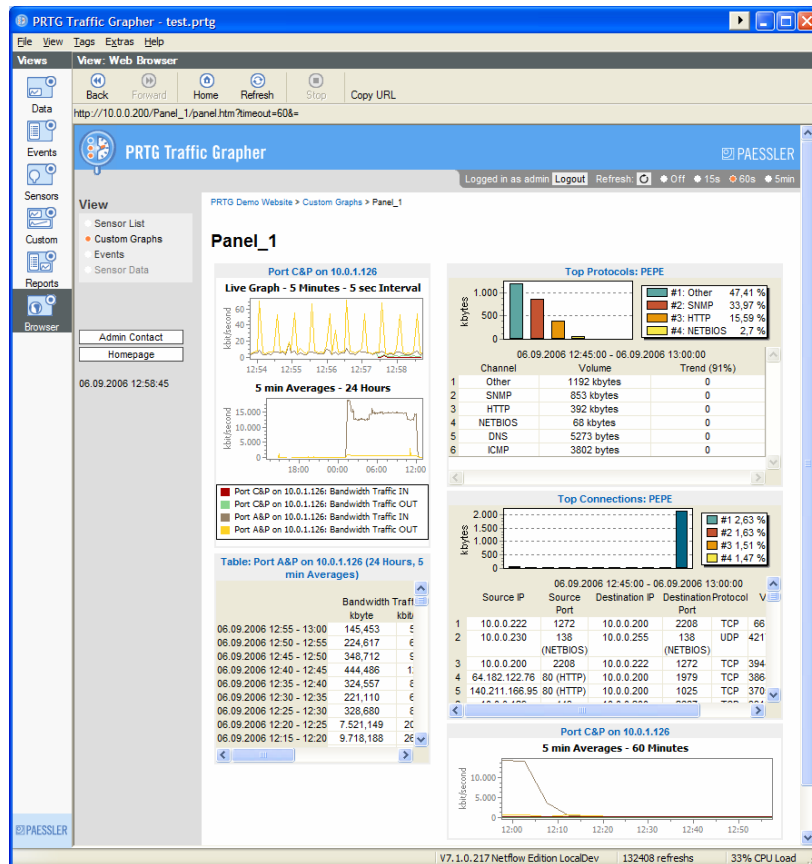 PRTG Traffic Grapher - test.prtg
File View Tags Extras Help
Views
View: Web Browser
Back Forward Home Refresh Stop Copy URL
http://10.0.0.200/Panel_1/panel.htm?timeout=60&=
Data
Events
Sensors
Custom
Reports
Browser
PRTG Traffic Grapher
PAESSLER
Logged in as admin Logout Refresh: Off 15s 60s 5min
View
Sensor List
Custom Graphs
Events
Sensor Data
Admin Contact
Homepage
06.09.2006 12:58:45
PRTG Demo Website > Custom Graphs > Panel_1
Panel_1
Port C&P on 10.0.1.126
Live Graph - 5 Minutes - 5 sec Interval
kbit/second
60
40
20
0
12:54 12:55 12:56 12:57 12:58
5 min Averages - 24 Hours
kbit/second
15.000
10.000
5.000
0
18:00 00:00 06:00 12:00
Port C&P on 10.0.1.126: Bandwidth Traffic IN
Port C&P on 10.0.1.126: Bandwidth Traffic OUT
Port A&P on 10.0.1.126: Bandwidth Traffic IN
Port A&P on 10.0.1.126: Bandwidth Traffic OUT
Table: Port A&P on 10.0.1.126 (24 Hours, 5
min Averages)
Bandwidth Traff
kbyte kbit
06.09.2006 12:55 - 13:00 145,453 5
06.09.2006 12:50 - 12:55 224,617 6
06.09.2006 12:45 - 12:50 348,712 9
06.09.2006 12:40 - 12:45 444,486 1
06.09.2006 12:35 - 12:40 324,557 8
06.09.2006 12:30 - 12:35 221,110 6
06.09.2006 12:25 - 12:30 328,680 8
06.09.2006 12:20 - 12:25 7.521,149 20
06.09.2006 12:15 - 12:20 9.718,188 26
Top Protocols: PEPE
kbytes
1.000
500
0
#1: Other 47,41 %
#2: SNMP 33,97 %
#3: HTTP 15,59 %
#4: NETBIOS 2,7 %
06.09.2006 12:45:00 - 06.09.2006 13:00:00
Channel Volume Trend (91%)
1 Other 1192 kbytes 0
2 SNMP 853 kbytes 0
3 HTTP 392 kbytes 0
4 NETBIOS 68 kbytes 0
5 DNS 5273 bytes 0
6 ICMP 3802 bytes 0
Top Connections: PEPE
kbytes
2.000
1.500
1.000
500
0
#1 2,63 %
#2 1,63 %
#3 1,51 %
#4 1,47 %
06.09.2006 12:45:00 - 06.09.2006 13:00:00
Source IP Source Port Destination IP Destination Port Protocol V
1 10.0.0.222 1272 10.0.0.200 2208 TCP 66
2 10.0.0.230 138 (NETBIOS) 10.0.0.255 138 (NETBIOS) UDP 421
3 10.0.0.200 2208 10.0.0.222 1272 TCP 394
4 64.182.122.76 80 (HTTP) 10.0.0.200 1979 TCP 386
5 140.211.166.95 80 (HTTP) 10.0.0.200 1025 TCP 370
Port C&P on 10.0.1.126
5 min Averages - 60 Minutes
kbit/second
10.000
5.000
0
12:00 12:10 12:20 12:30 12:40 12:50
PAESSLER
V7.1.0.217 Netflow Edition LocalDev 132408 refreshs 33% CPU Load